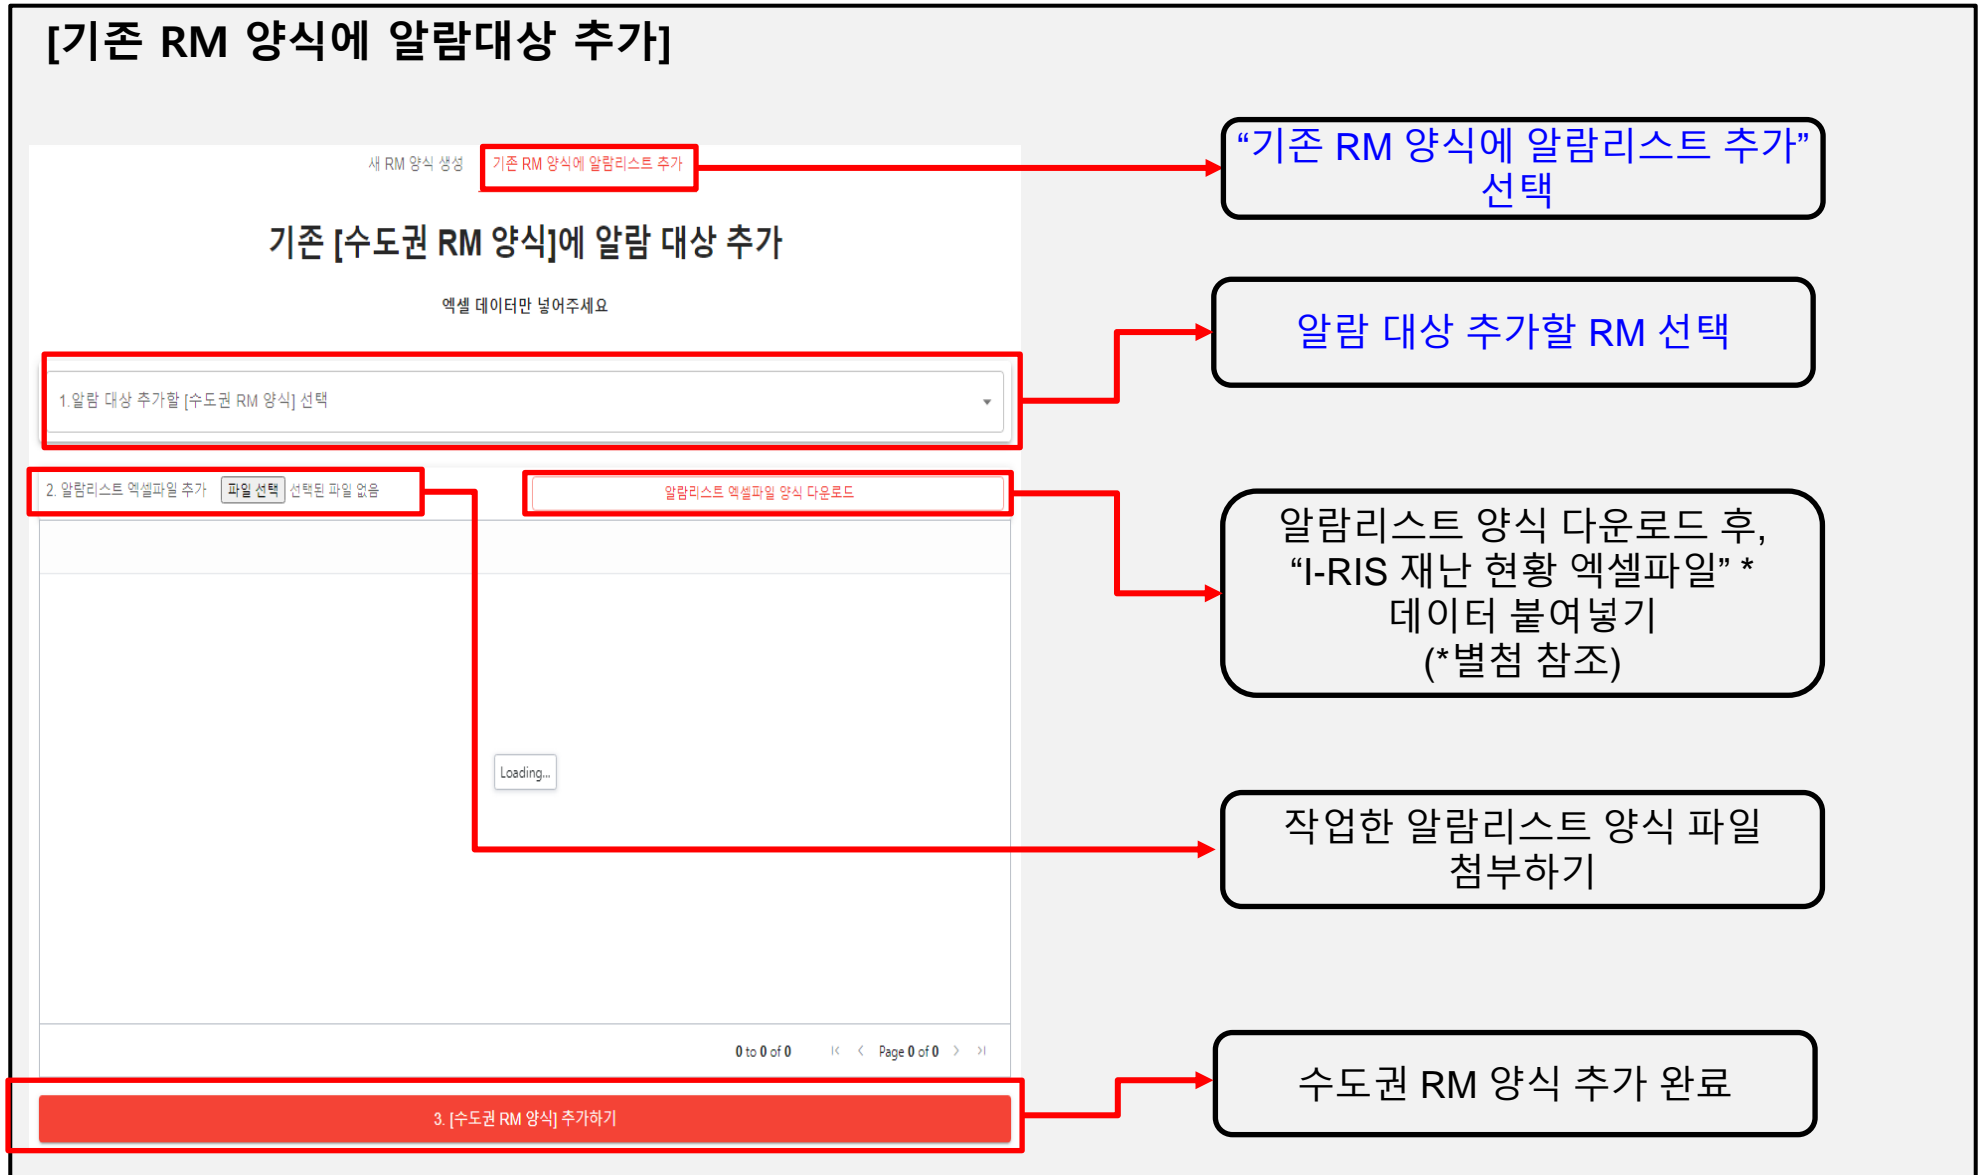 [기존 RM 양식에 알람대상 추가]
새 RM 양식 생성
기존 RM 양식에 알람리스트 추가
기존 [수도권 RM 양식]에 알람 대상 추가
엑셀 데이터만 넣어주세요
1.알람 대상 추가할 [수도권 RM 양식] 선택
2. 알람리스트 엑셀파일 추가 파일 선택 선택된 파일 없음
알람리스트 엑셀파일 양식 다운로드
Loading...
0 to 0 of 0 Page 0 of 0
3. [수도권 RM 양식] 추가하기
“기존 RM 양식에 알람리스트 추가”
선택
알람 대상 추가할 RM 선택
알람리스트 양식 다운로드 후,
“I-RIS 재난 현황 엑셀파일” *
데이터 붙여넣기
(*별첨 참조)
작업한 알람리스트 양식 파일
첨부하기
수도권 RM 양식 추가 완료